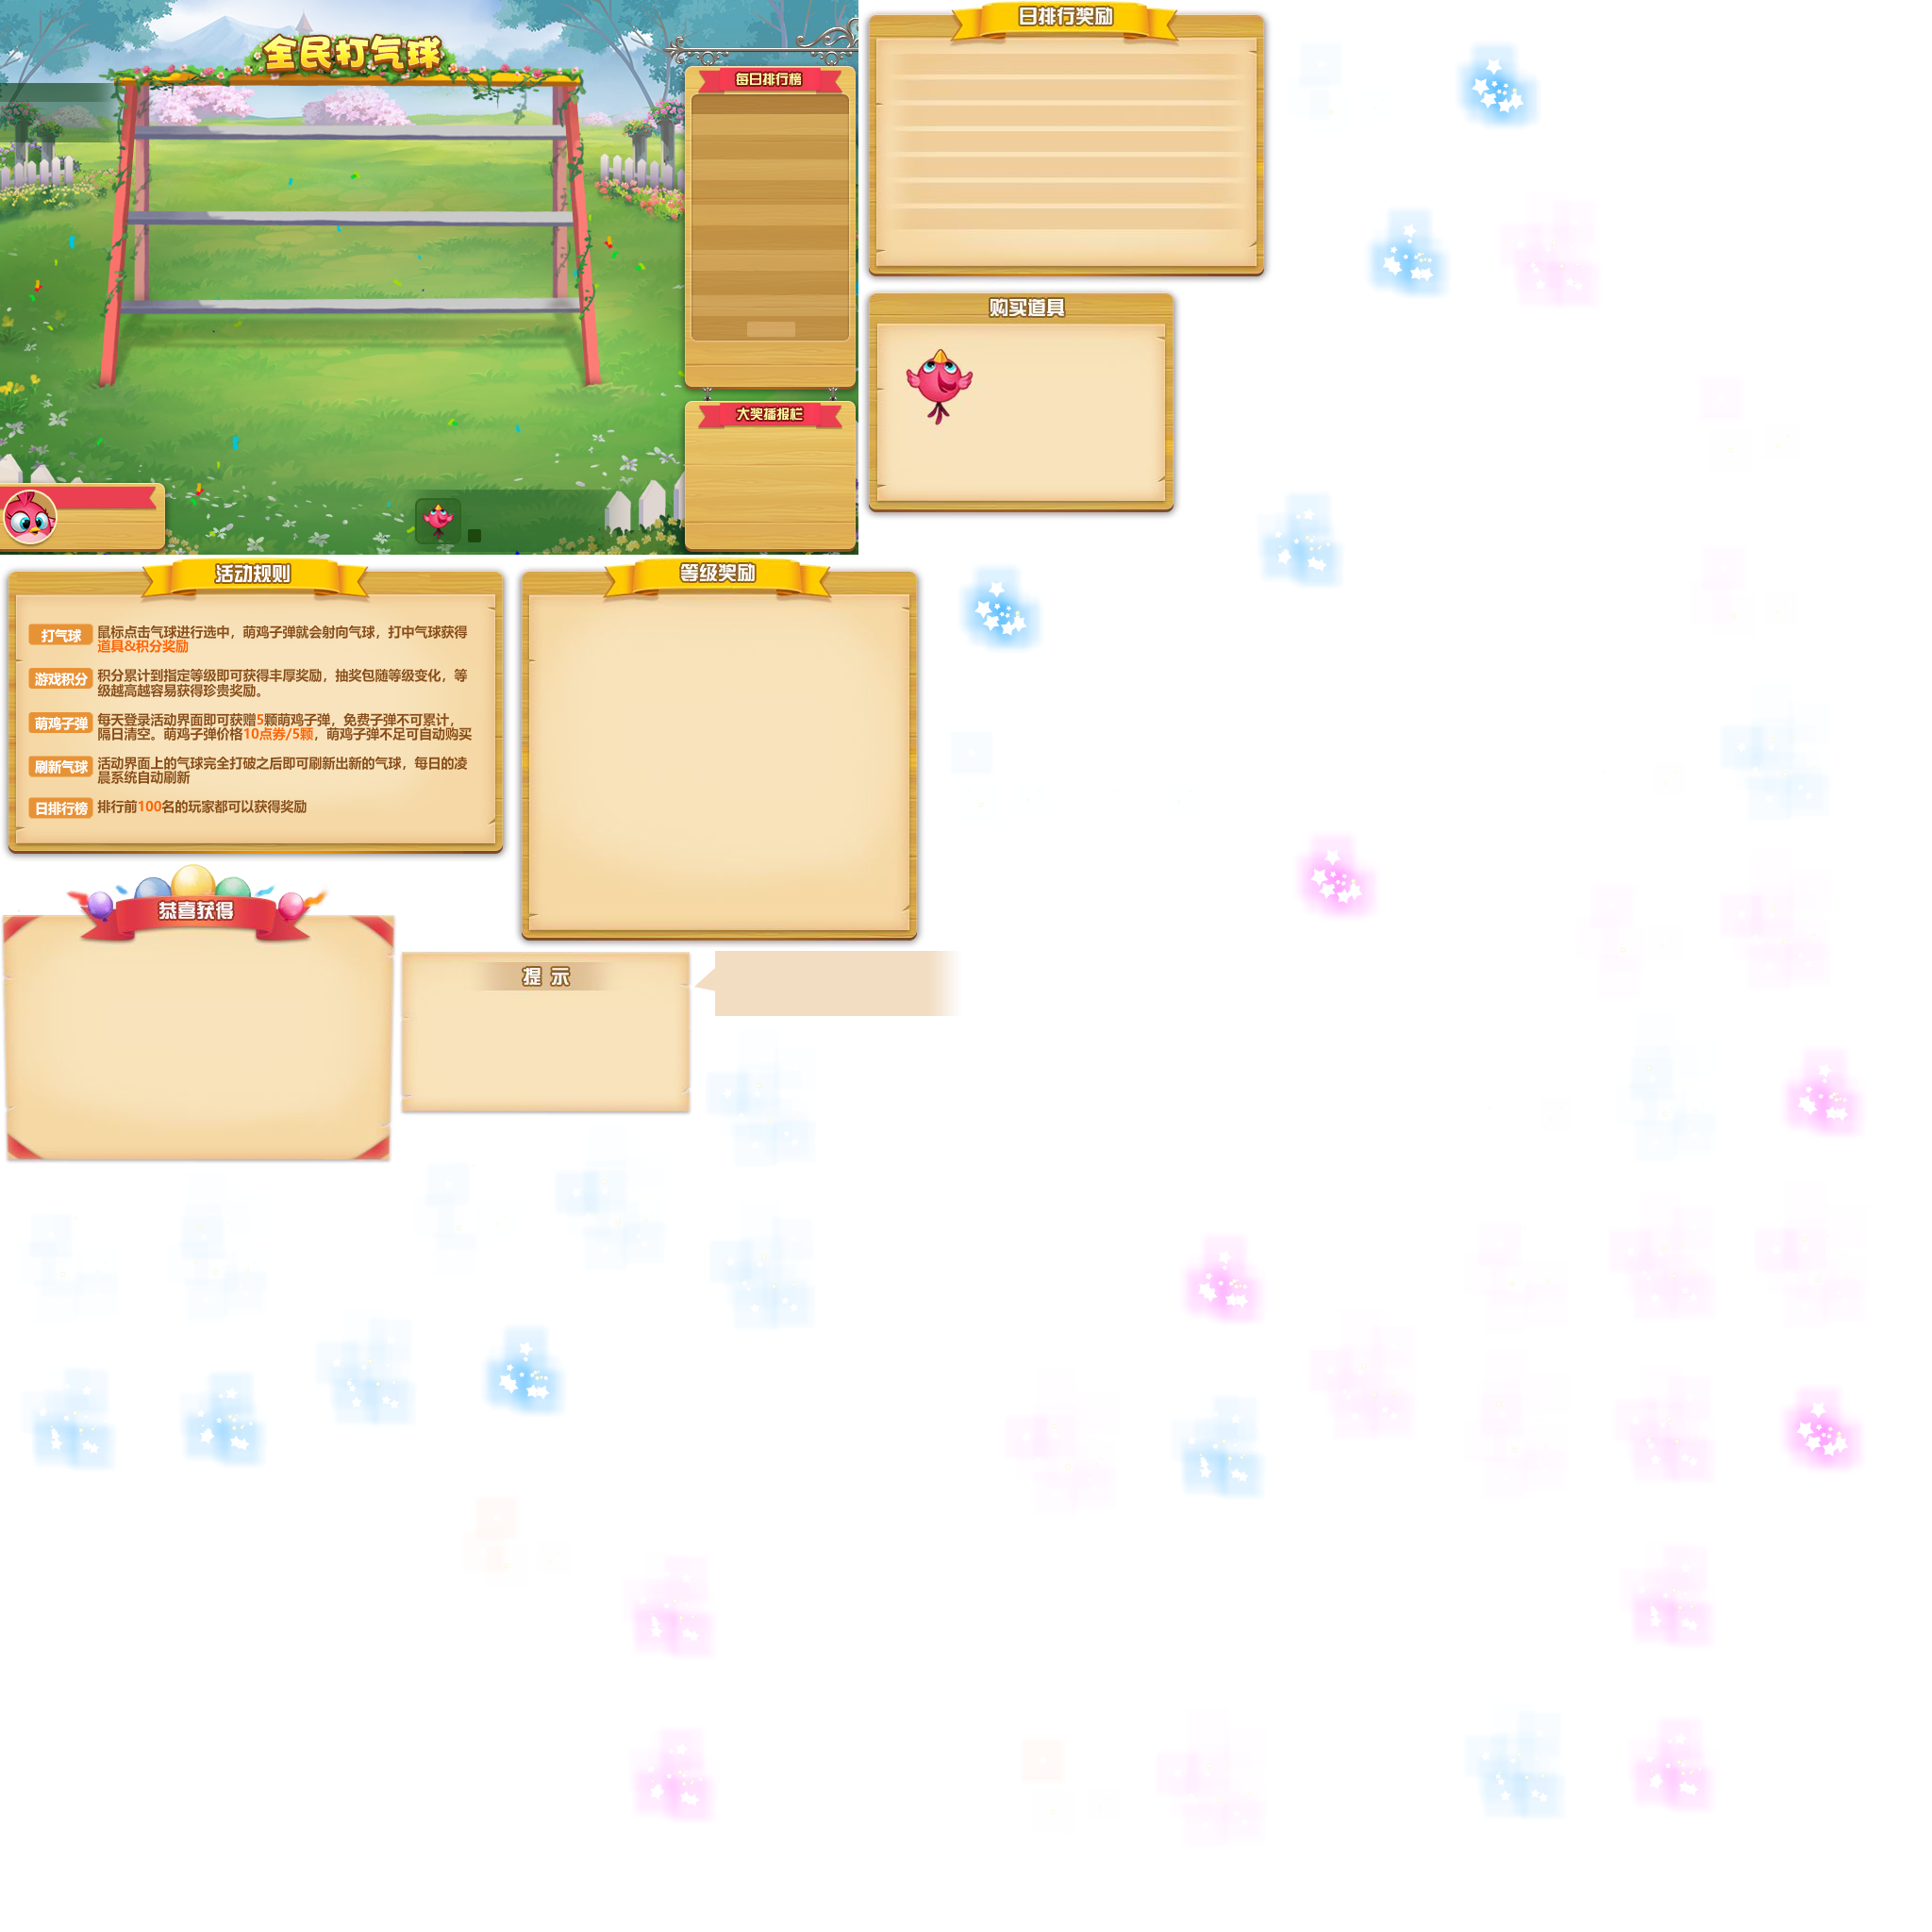 全民打气球
每日排行榜
大奖播报栏
日排行奖励
购买道具
活动规则
打气球
鼠标点击气球进行选中，萌鸡子弹就会射向气球，打中气球获得
道具&积分奖励
游戏积分
积分累计到指定等级即可获得丰厚奖励，抽奖包随等级变化，等
级越高越容易获得珍贵奖励。
萌鸡子弹
每天登录活动界面即可获赠5颗萌鸡子弹，免费子弹不可累计，
隔日清空。萌鸡子弹价格10点券/5颗，萌鸡子弹不足可自动购买
刷新气球
活动界面上的气球完全打破之后即可刷新出新的气球，每日的凌
晨系统自动刷新
日排行榜
排行前100名的玩家都可以获得奖励
等级奖励
恭喜获得
提 示